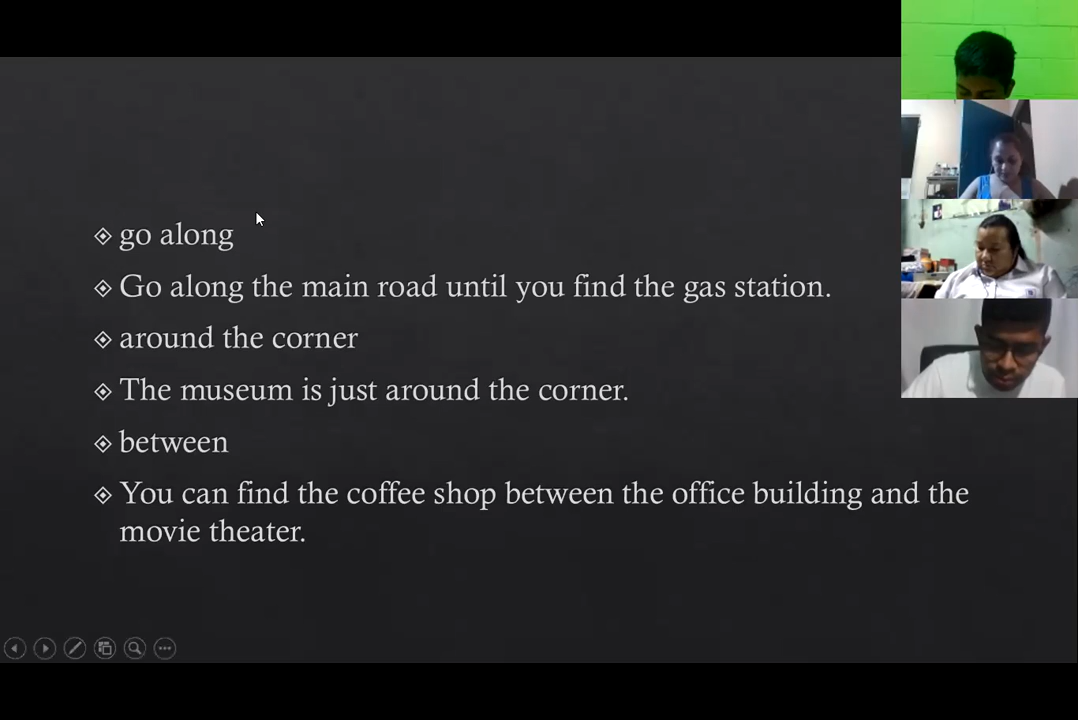 go along
Go along the main road until you find the gas station.
around the corner
The museum is just around the corner.
between
You can find the coffee shop between the office building and the
movie theater.